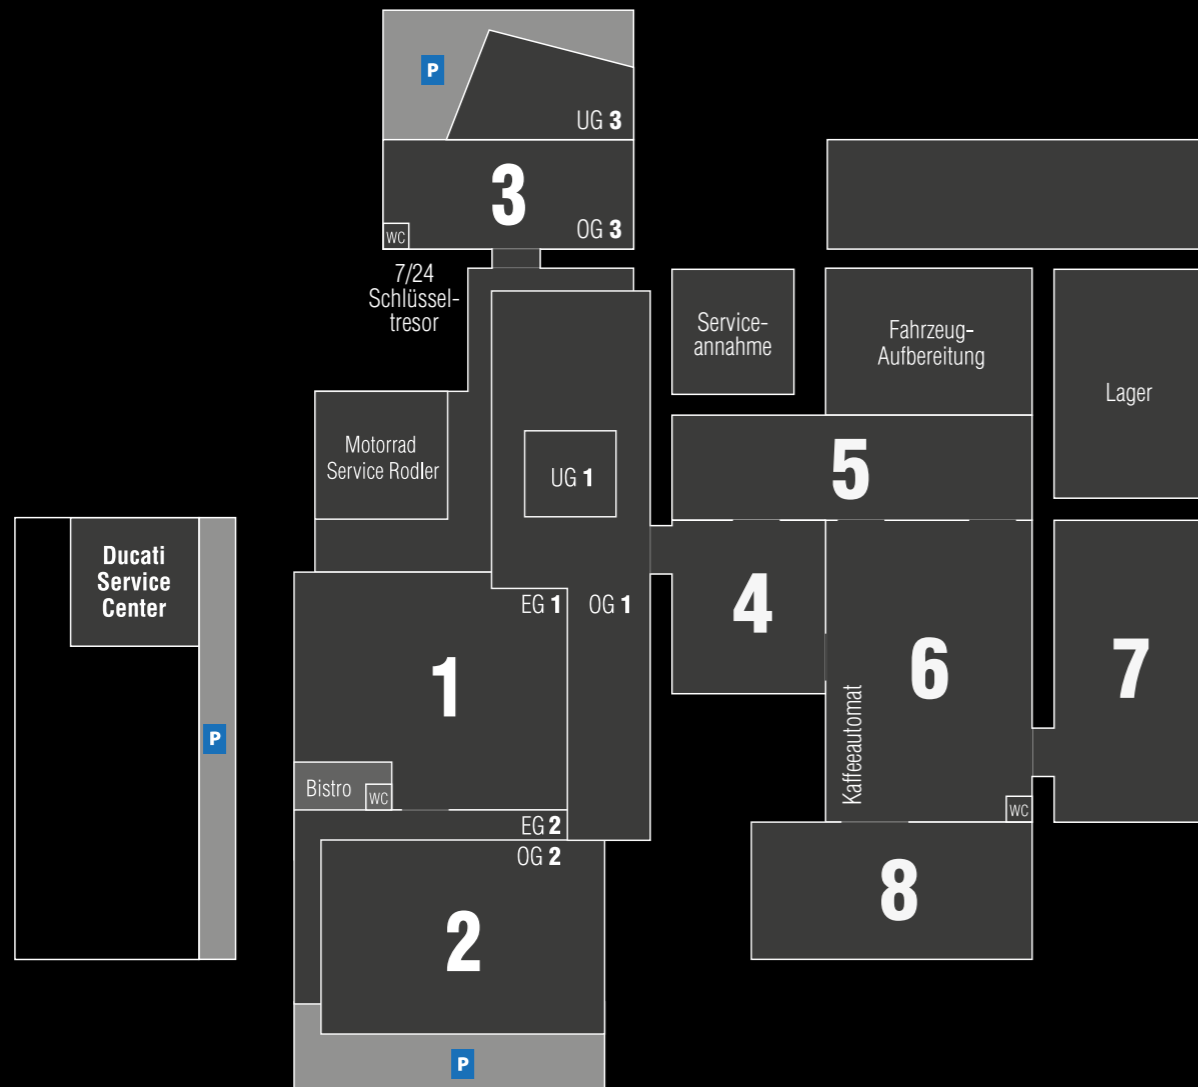 P
UG 3
3
WC
OG 3
7/24
Schlüssel-
tresor
Service-
annahme
Fahrzeug-
Aufbereitung
Lager
Motorrad
Service Rodler
UG 1
5
Ducati
Service
Center
EG 1
OG 1
4
1
6
7
Kaffeeautomat
P
Bistro
WC
WC
EG 2
OG 2
8
2
P